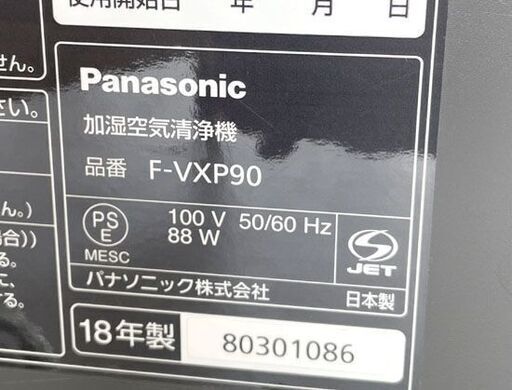 使用開始日 年 月 日
せん。
さい。
ん。)
場合))
る。
に、
する。
Panasonic
加湿空気清浄機
品番 F-VXP90
PS
E
MESC
100 V 50/60 Hz
88 W
JET
パナソニック株式会社
日本製
18年製
80301086